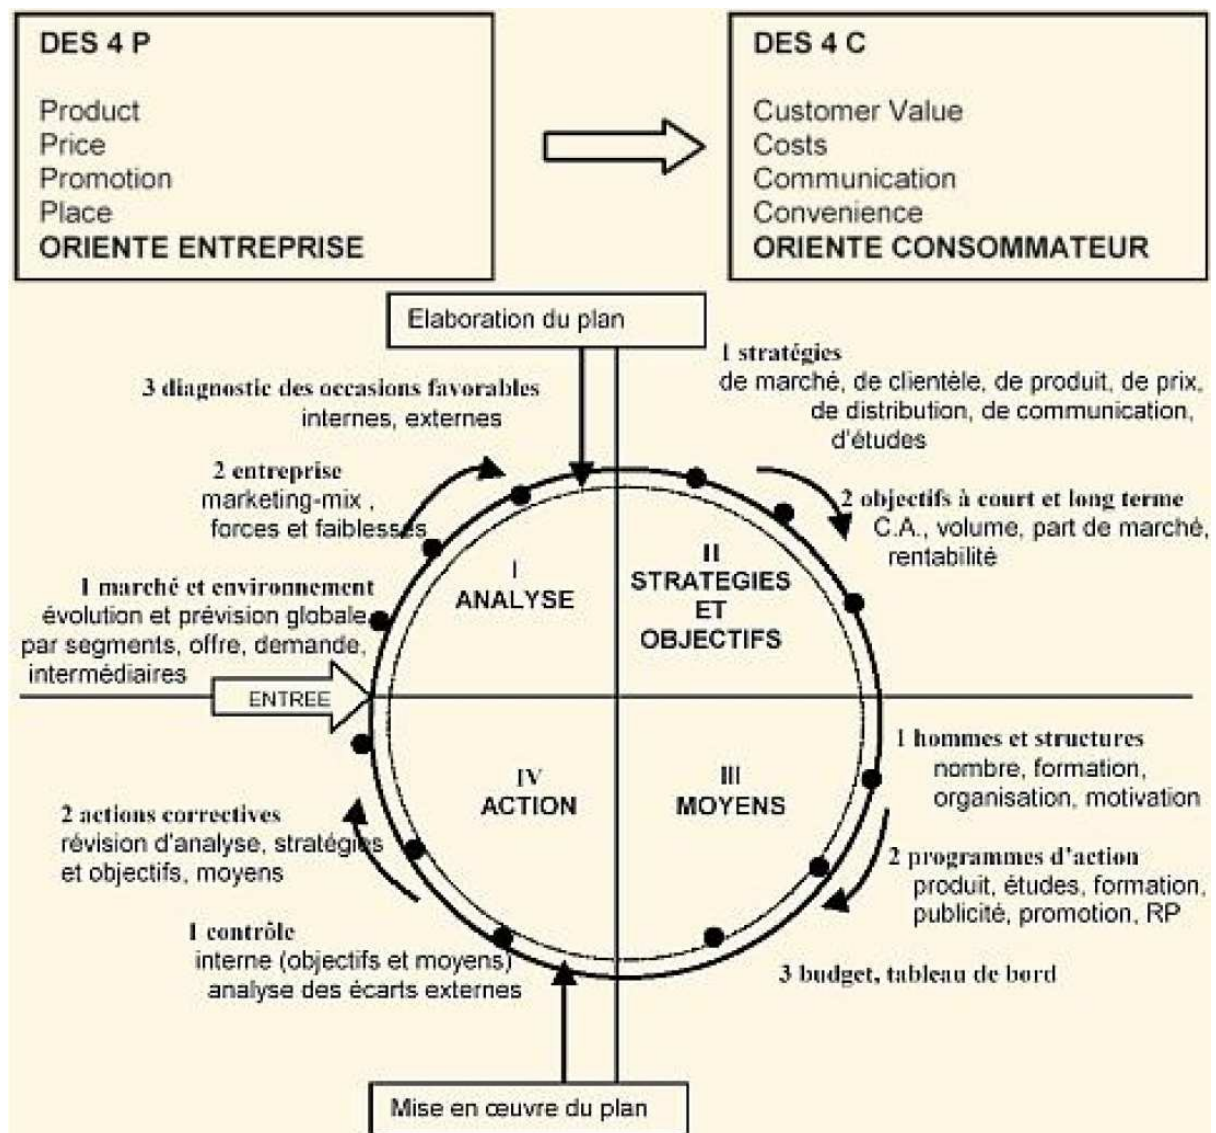 DES 4 P
Product
Price
Promotion
Place
ORIENTE ENTREPRISE
DES 4 C
Customer Value
Costs
Communication
Convenience
ORIENTE CONSOMMATEUR
Elaboration du plan
3 diagnostic des occasions favorables
internes, externes
2 entreprise
marketing-mix ,
forces et faiblesses
1 marché et environnement
évolution et prévision globale,
par segments, offre, demande,
intermédiaires
ENTREE
I
ANALYSE
1 stratégies
de marché, de clientèle, de produit, de prix,
de distribution, de communication,
d'études
2 objectifs à court et long terme
C.A., volume, part de marché,
rentabilité
II
STRATEGIES
ET
OBJECTIFS
1 hommes et structures
nombre, formation,
organisation, motivation
2 programmes d'action
produit, études, formation,
publicité, promotion, RP
3 budget, tableau de bord
III
MOYENS
IV
ACTION
2 actions correctives
révision d'analyse, stratégies
et objectifs, moyens
1 contrôle
interne (objectifs et moyens)
analyse des écarts externes
Mise en œuvre du plan